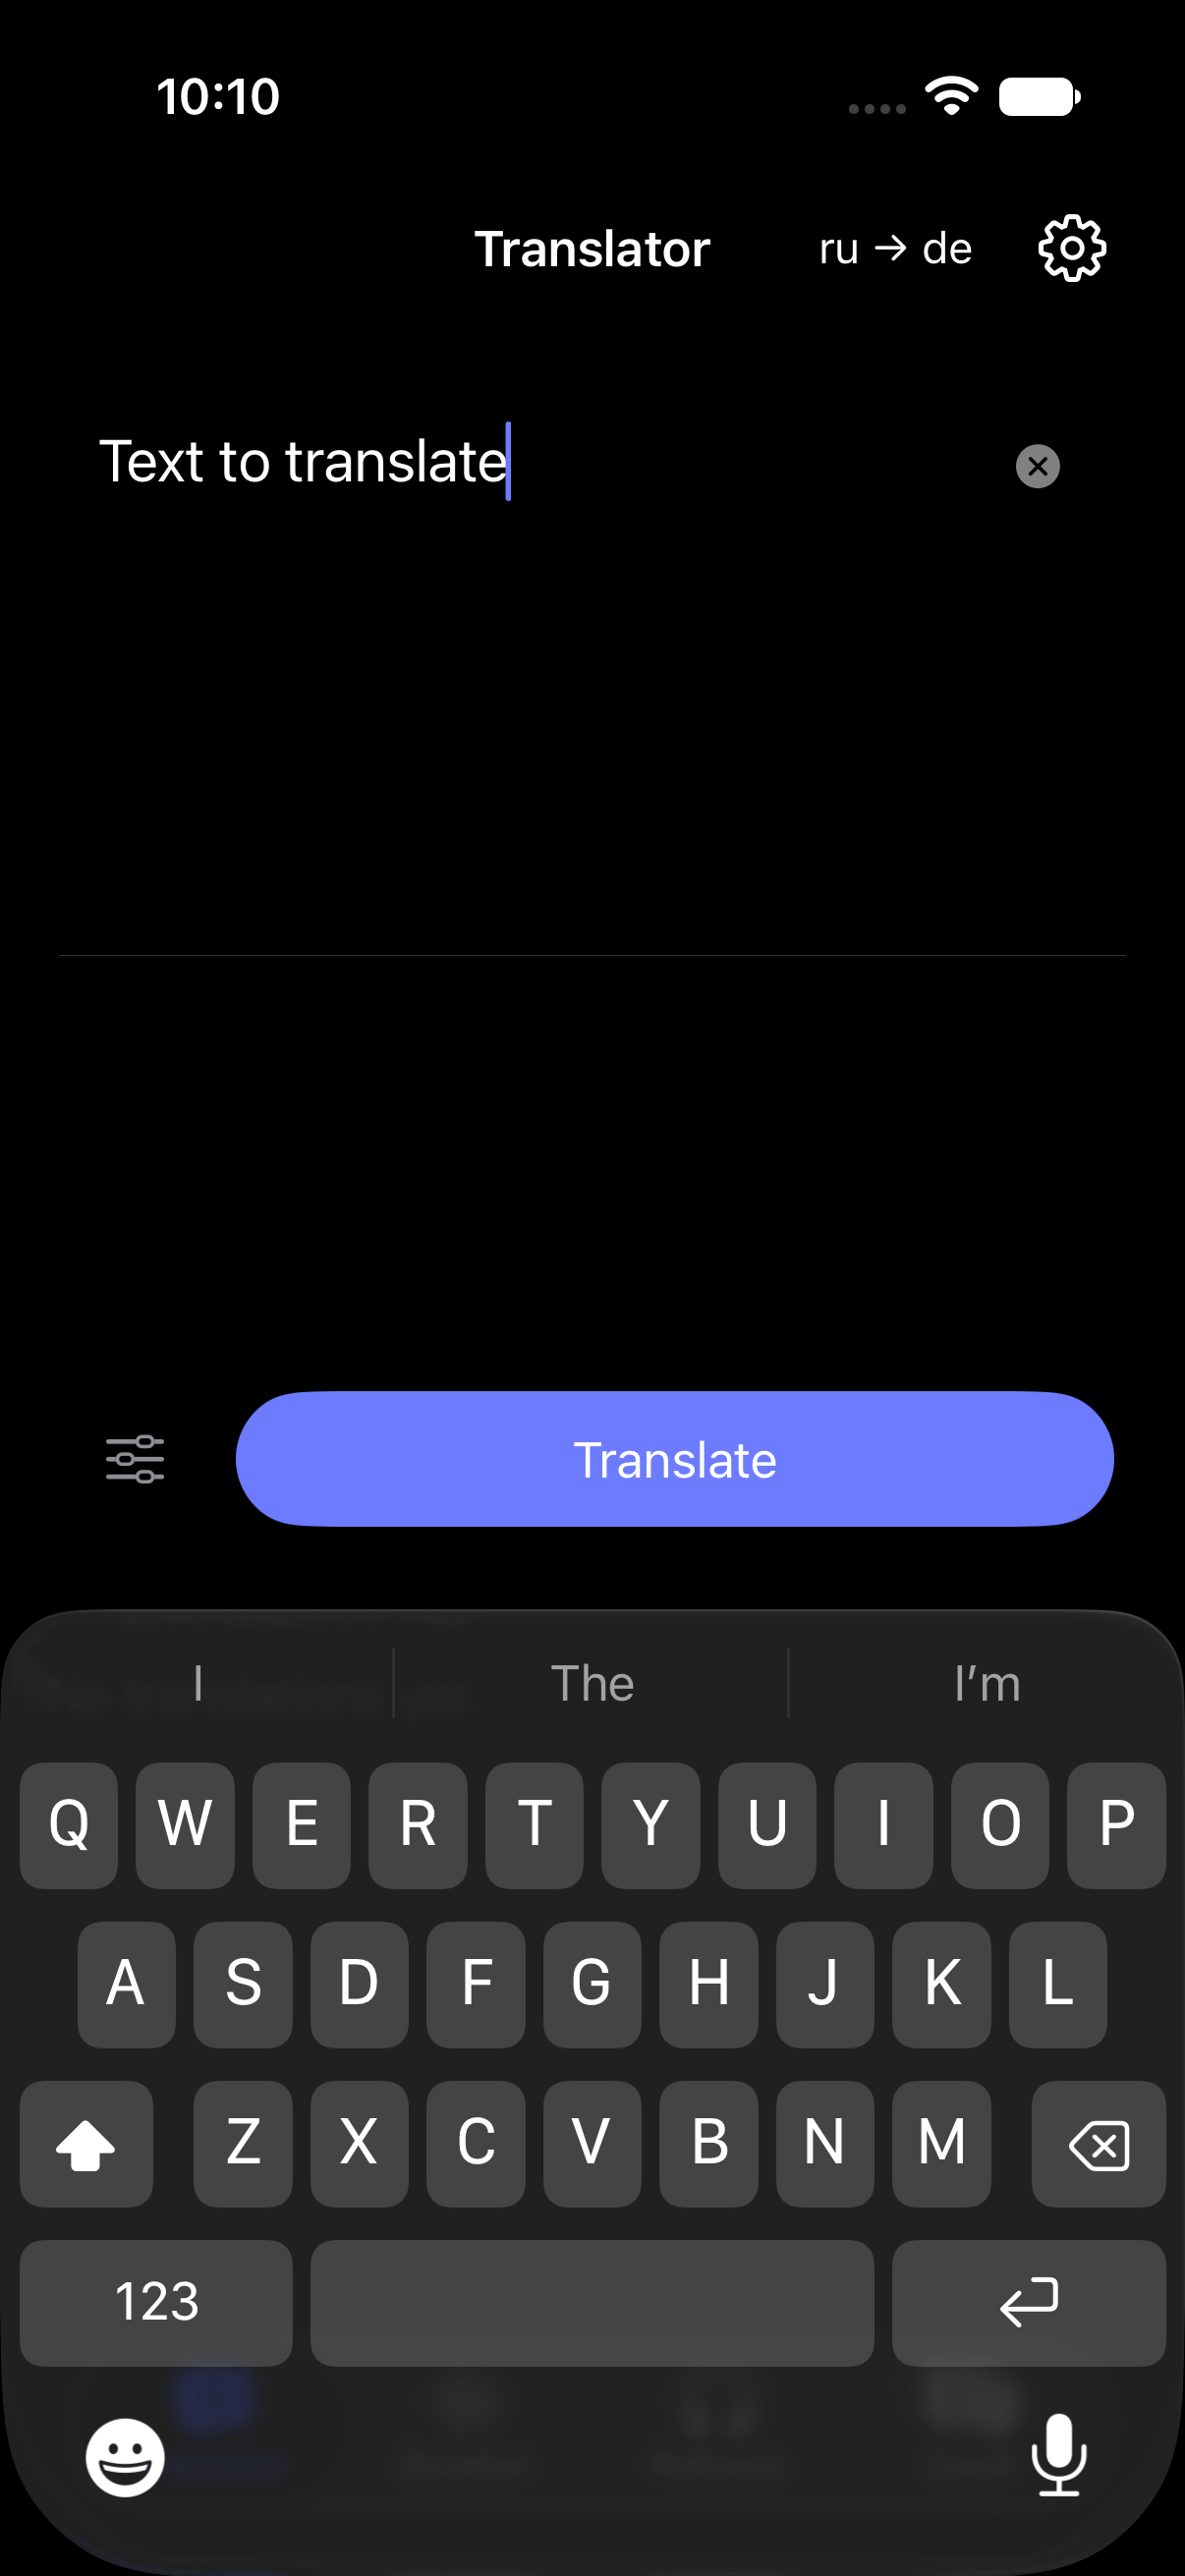 10:10
Translator
ru → de
Text to translate
Translate
I
The
I’m
Q W E R T Y U I O P
A S D F G H J K L
Z X C V B N M
123